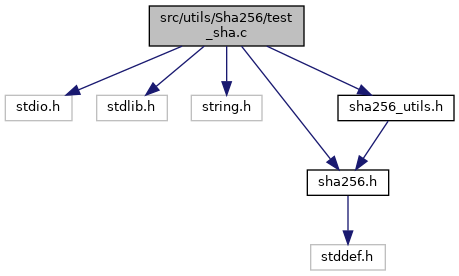 src/utils/Sha256/test
_sha.c
stdio.h
stdlib.h
string.h
sha256_utils.h
sha256.h
stddef.h